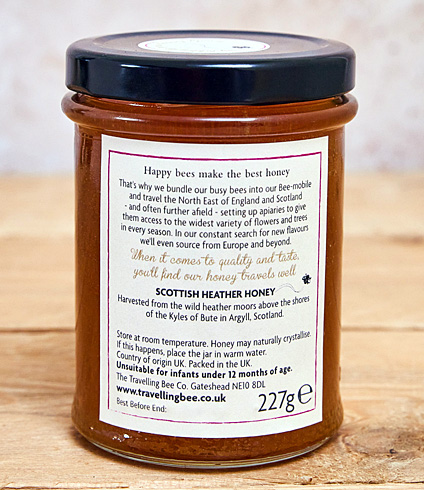 Happy bees make the best honey
That's why we bundle our busy bees into our Bee-mobile
and travel the North East of England and Scotland
- and often further afield - setting up apiaries to give
them access to the widest variety of flowers and trees
in every season. In our constant search for new flavours
we'll even source from Europe and beyond.
When it comes to quality and taste,
you'll find our honey travels well
SCOTTISH HEATHER HONEY
Harvested from the wild heather moors above the shores
of the Kyles of Bute in Argyll, Scotland.
Store at room temperature. Honey may naturally crystallise.
If this happens, place the jar in warm water.
Country of origin UK. Packed in the UK.
Unsuitable for infants under 12 months of age.
The Travelling Bee Co. Gateshead NE10 8DL
www.travellingbee.co.uk
Best Before End:
227g e